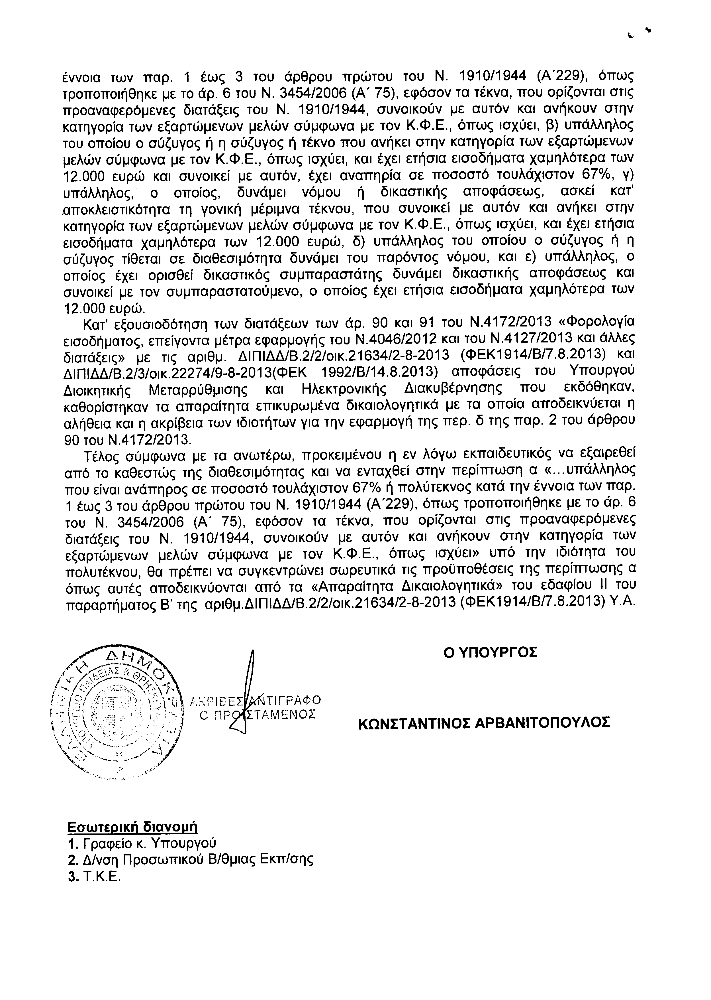 έννοια των παρ. 1 έως 3 του άρθρου πρώτου του Ν. 1910/1944 (Α΄229), όπως
τροποποιήθηκε με το άρ. 6 του Ν. 3454/2006 (Α΄ 75), εφόσον τα τέκνα, που ορίζονται στις
προαναφερόμενες διατάξεις του Ν. 1910/1944, συνοικούν με αυτόν και ανήκουν στην
κατηγορία των εξαρτώμενων μελών σύμφωνα με τον Κ.Φ.Ε., όπως ισχύει, β) υπάλληλος
του οποίου ο σύζυγος ή η σύζυγος ή τέκνο που ανήκει στην κατηγορία των εξαρτώμενων
μελών σύμφωνα με τον Κ.Φ.Ε., όπως ισχύει, και έχει ετήσια εισοδήματα χαμηλότερα των
12.000 ευρώ και συνοικεί με αυτόν, έχει αναπηρία σε ποσοστό τουλάχιστον 67%, γ)
υπάλληλος, ο οποίος, δυνάμει νόμου ή δικαστικής αποφάσεως, ασκεί κατ’
αποκλειστικότητα τη γονική μέριμνα τέκνου, που συνοικεί με αυτόν και ανήκει στην
κατηγορία των εξαρτώμενων μελών σύμφωνα με τον Κ.Φ.Ε., όπως ισχύει, και έχει ετήσια
εισοδήματα χαμηλότερα των 12.000 ευρώ, δ) υπάλληλος του οποίου ο σύζυγος ή η
σύζυγος τίθεται σε διαθεσιμότητα δυνάμει του παρόντος νόμου, και ε) υπάλληλος, ο
οποίος έχει ορισθεί δικαστικός συμπαραστάτης δυνάμει δικαστικής αποφάσεως και
συνοικεί με τον συμπαραστατούμενο, ο οποίος έχει ετήσια εισοδήματα χαμηλότερα των
12.000 ευρώ.
Κατ’ εξουσιοδότηση των διατάξεων των άρ. 90 και 91 του Ν.4172/2013 «Φορολογία
εισοδήματος, επείγοντα μέτρα εφαρμογής του Ν.4046/2012 και του Ν.4127/2013 και άλλες
διατάξεις» με τις αριθμ. ΔΙΠΙΔΔ/Β.2/2/οικ.21634/2-8-2013 (ΦΕΚ1914/Β/7.8.2013) και
ΔΙΠΙΔΔ/Β.2/3/οικ.22274/9-8-2013(ΦΕΚ 1992/Β/14.8.2013) αποφάσεις του Υπουργού
Διοικητικής Μεταρρύθμισης και Ηλεκτρονικής Διακυβέρνησης που εκδόθηκαν,
καθορίστηκαν τα απαραίτητα επικυρωμένα δικαιολογητικά με τα οποία αποδεικνύεται η
αλήθεια και η ακρίβεια των ιδιοτήτων για την εφαρμογή της περ. δ της παρ. 2 του άρθρου
90 του Ν.4172/2013.
Τέλος σύμφωνα με τα ανωτέρω, προκειμένου η εν λόγω εκπαιδευτικός να εξαιρεθεί
από το καθεστώς της διαθεσιμότητας και να ενταχθεί στην περίπτωση α «...υπάλληλος
που είναι ανάπηρος σε ποσοστό τουλάχιστον 67% ή πολύτεκνος κατά την έννοια των παρ.
1 έως 3 του άρθρου πρώτου του Ν. 1910/1944 (Α΄229), όπως τροποποιήθηκε με το άρ. 6
του Ν. 3454/2006 (Α΄ 75), εφόσον τα τέκνα, που ορίζονται στις προαναφερόμενες
διατάξεις του Ν. 1910/1944, συνοικούν με αυτόν και ανήκουν στην κατηγορία των
εξαρτώμενων μελών σύμφωνα με τον Κ.Φ.Ε., όπως ισχύει» υπό την ιδιότητα του
πολυτέκνου, θα πρέπει να συγκεντρώνει σωρευτικά τις προϋποθέσεις της περίπτωσης α
όπως αυτές αποδεικνύονται από τα «Απαραίτητα Δικαιολογητικά» του εδαφίου ΙΙ του
παραρτήματος Β’ της αριθμ.ΔΙΠΙΔΔ/Β.2/2/οικ.21634/2-8-2013 (ΦΕΚ1914/Β/7.8.2013) Υ.Α.
Ο ΥΠΟΥΡΓΟΣ
ΕΛΛΗΝΙΚΗ ΔΗΜΟΚΡΑΤΙΑ
ΥΠΟΥΡΓΕΙΟ ΠΑΙΔΕΙΑΣ & ΘΡΗΣΚΕΥΜΑΤΩΝ
ΑΚΡΙΒΕΣ ΑΝΤΙΓΡΑΦΟ
Ο ΠΡΟΪΣΤΑΜΕΝΟΣ
ΚΩΝΣΤΑΝΤΙΝΟΣ ΑΡΒΑΝΙΤΟΠΟΥΛΟΣ
Εσωτερική διανομή
1. Γραφείο κ. Υπουργού
2. Δ/νση Προσωπικού Β/θμιας Εκπ/σης
3. Τ.Κ.Ε.